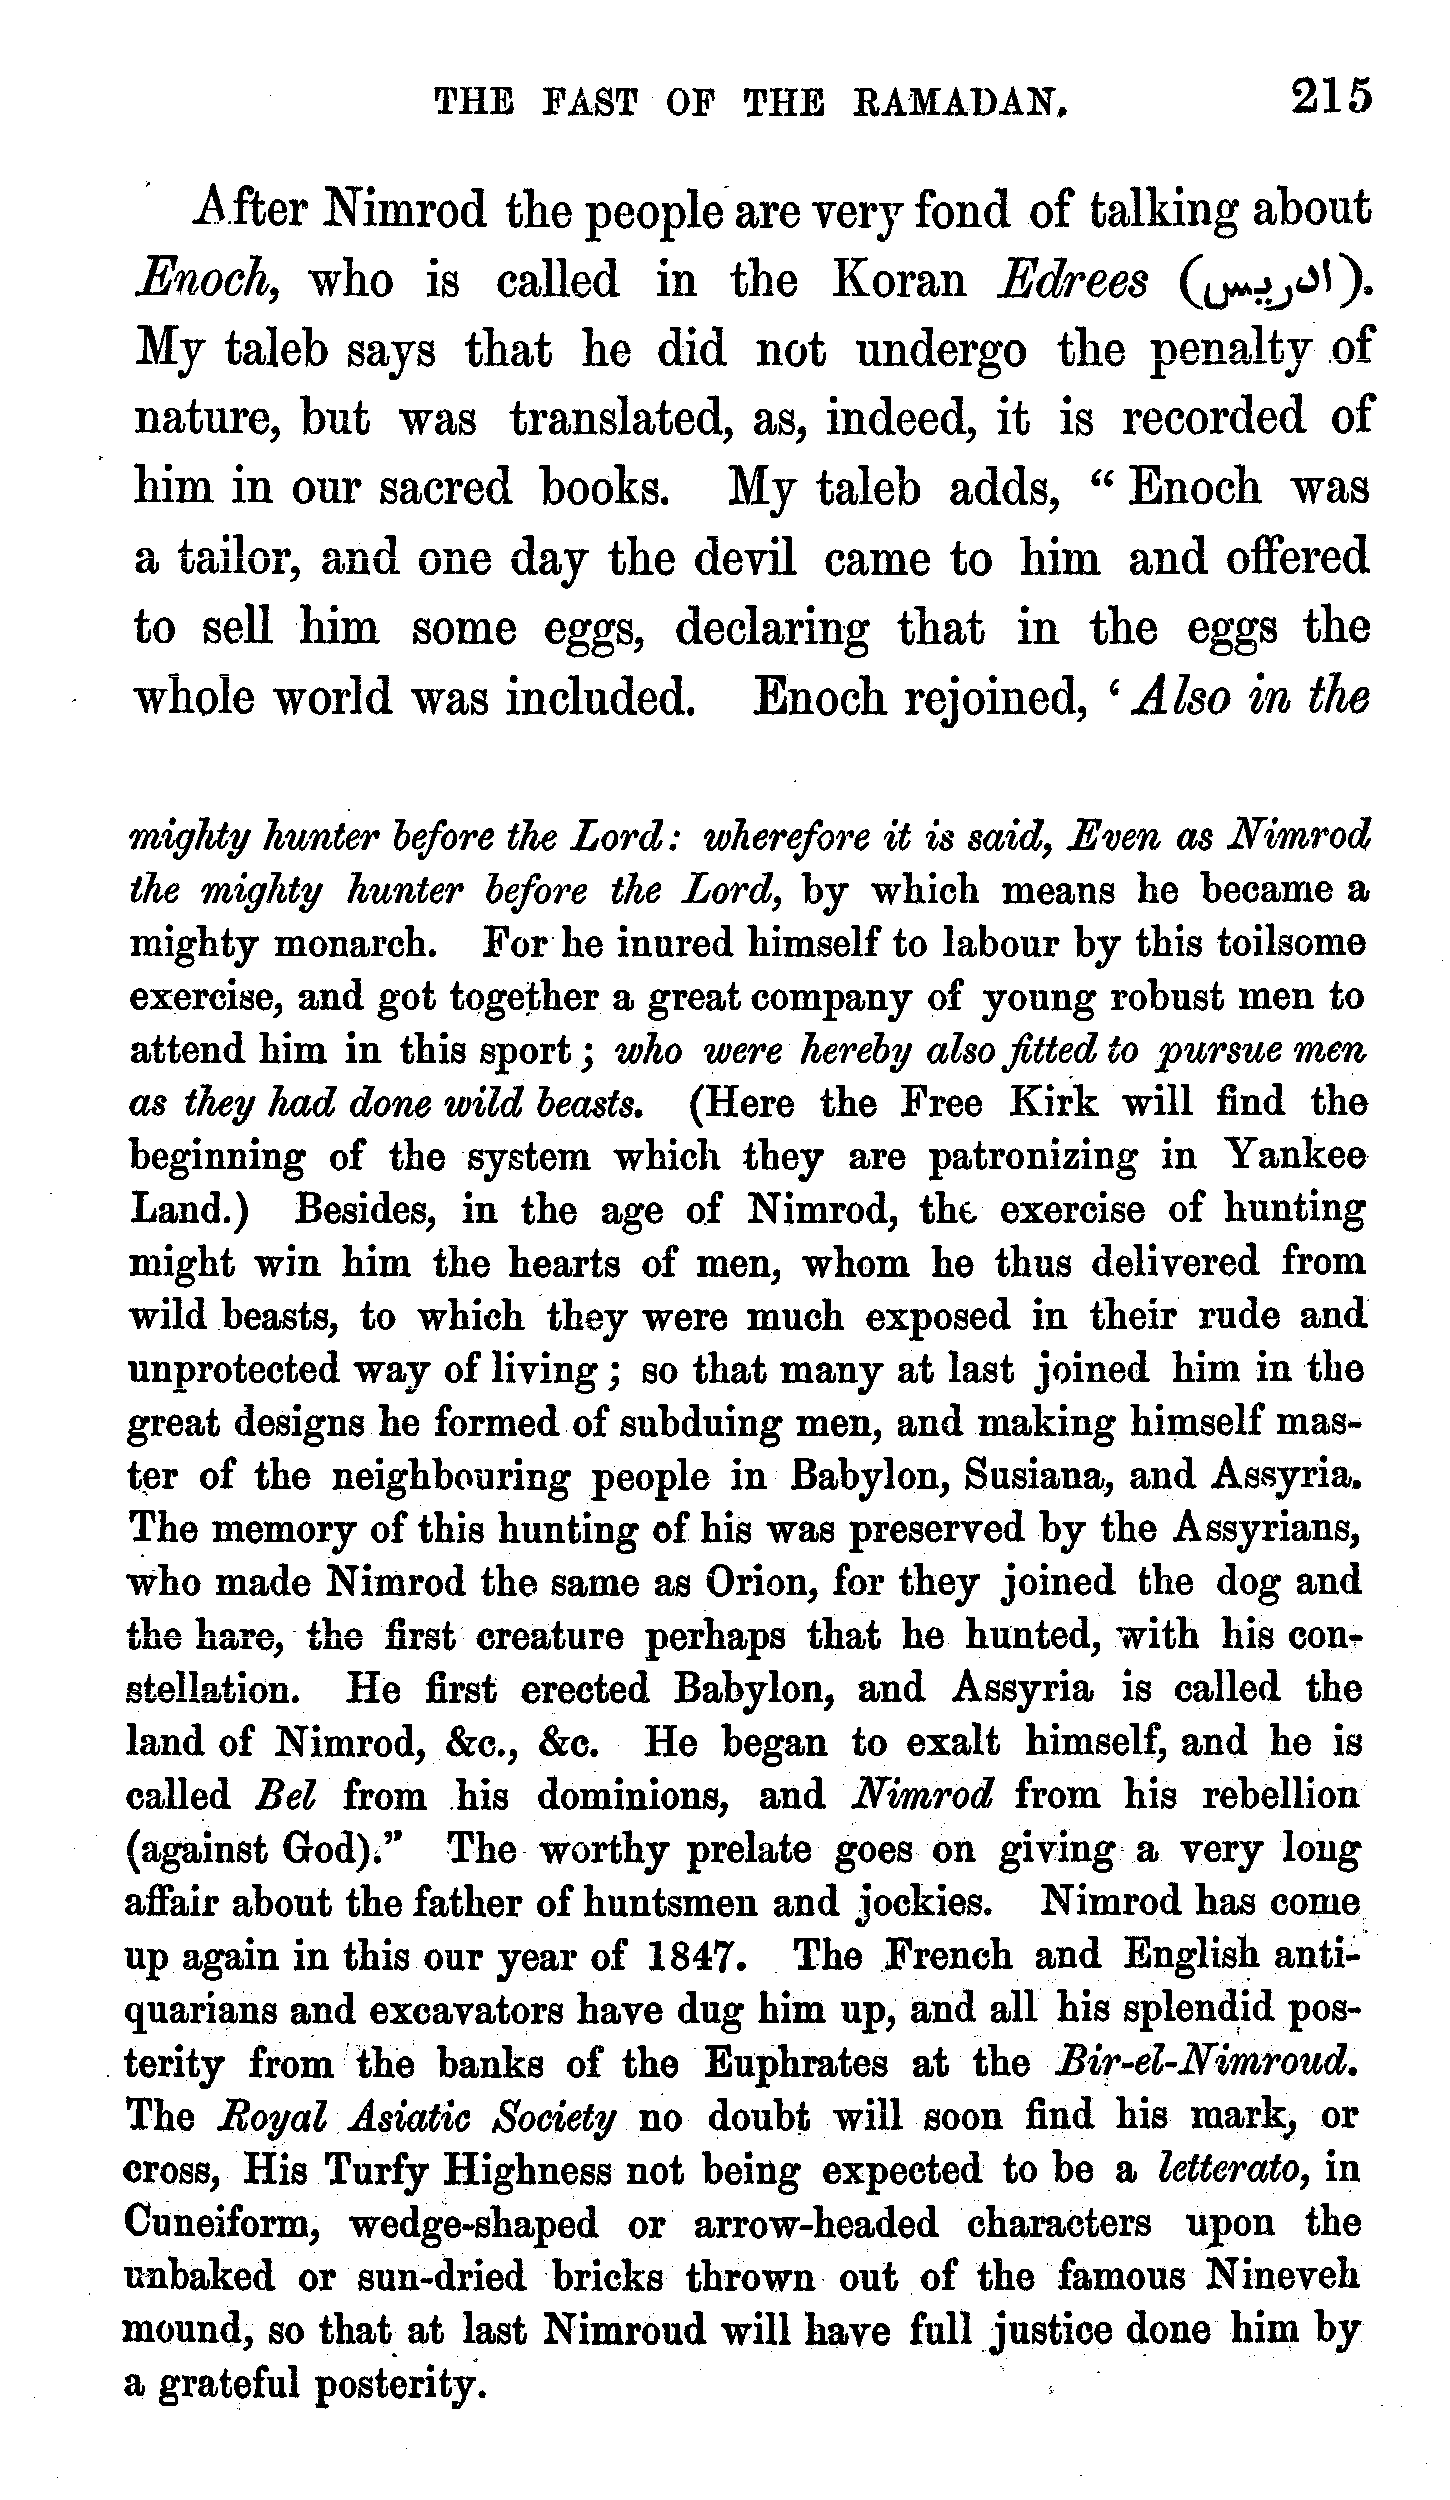 THE FAST OF THE RAMADAN. 215
After Nimrod the people are very fond of talking about
Enoch, who is called in the Koran Edrees (ادريس).
My taleb says that he did not undergo the penalty of
nature, but was translated, as, indeed, it is recorded of
him in our sacred books. My taleb adds, “ Enoch was
a tailor, and one day the devil came to him and offered
to sell him some eggs, declaring that in the eggs the
whole world was included. Enoch rejoined, ‘ Also in the
mighty hunter before the Lord: wherefore it is said, Even as Nimrod
the mighty hunter before the Lord, by which means he became a
mighty monarch. For he inured himself to labour by this toilsome
exercise, and got together a great company of young robust men to
attend him in this sport; who were hereby also fitted to pursue men
as they had done wild beasts. (Here the Free Kirk will find the
beginning of the system which they are patronizing in Yankee
Land.) Besides, in the age of Nimrod, the exercise of hunting
might win him the hearts of men, whom he thus delivered from
wild beasts, to which they were much exposed in their rude and
unprotected way of living; so that many at last joined him in the
great designs he formed of subduing men, and making himself mas-
ter of the neighbouring people in Babylon, Susiana, and Assyria.
The memory of this hunting of his was preserved by the Assyrians,
who made Nimrod the same as Orion, for they joined the dog and
the hare, the first creature perhaps that he hunted, with his con-
stellation. He first erected Babylon, and Assyria is called the
land of Nimrod, &c., &c. He began to exalt himself, and he is
called Bel from his dominions, and Nimrod from his rebellion
(against God).” The worthy prelate goes on giving a very long
affair about the father of huntsmen and jockies. Nimrod has come
up again in this our year of 1847. The French and English anti-
quarians and excavators have dug him up, and all his splendid pos-
terity from the banks of the Euphrates at the Bir-el-Nimroud.
The Royal Asiatic Society no doubt will soon find his mark, or
cross, His Turfy Highness not being expected to be a letterato, in
Cuneiform, wedge-shaped or arrow-headed characters upon the
unbaked or sun-dried bricks thrown out of the famous Nineveh
mound, so that at last Nimroud will have full justice done him by
a grateful posterity.